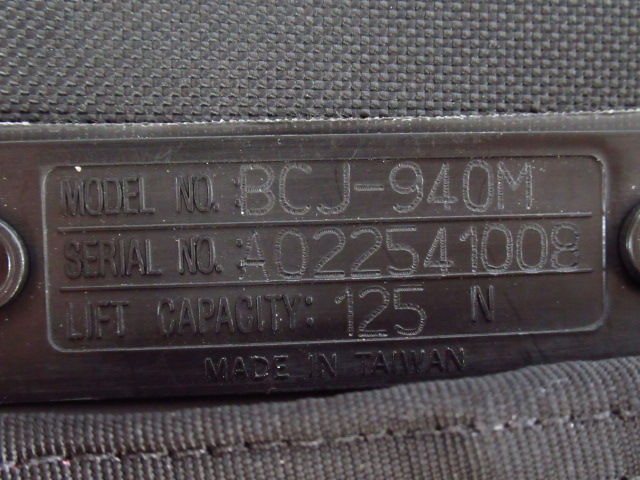 MODEL NO.: BCJ-940M
SERIAL NO.: A022541008
LIFT CAPACITY: 125 N
MADE IN TAIWAN